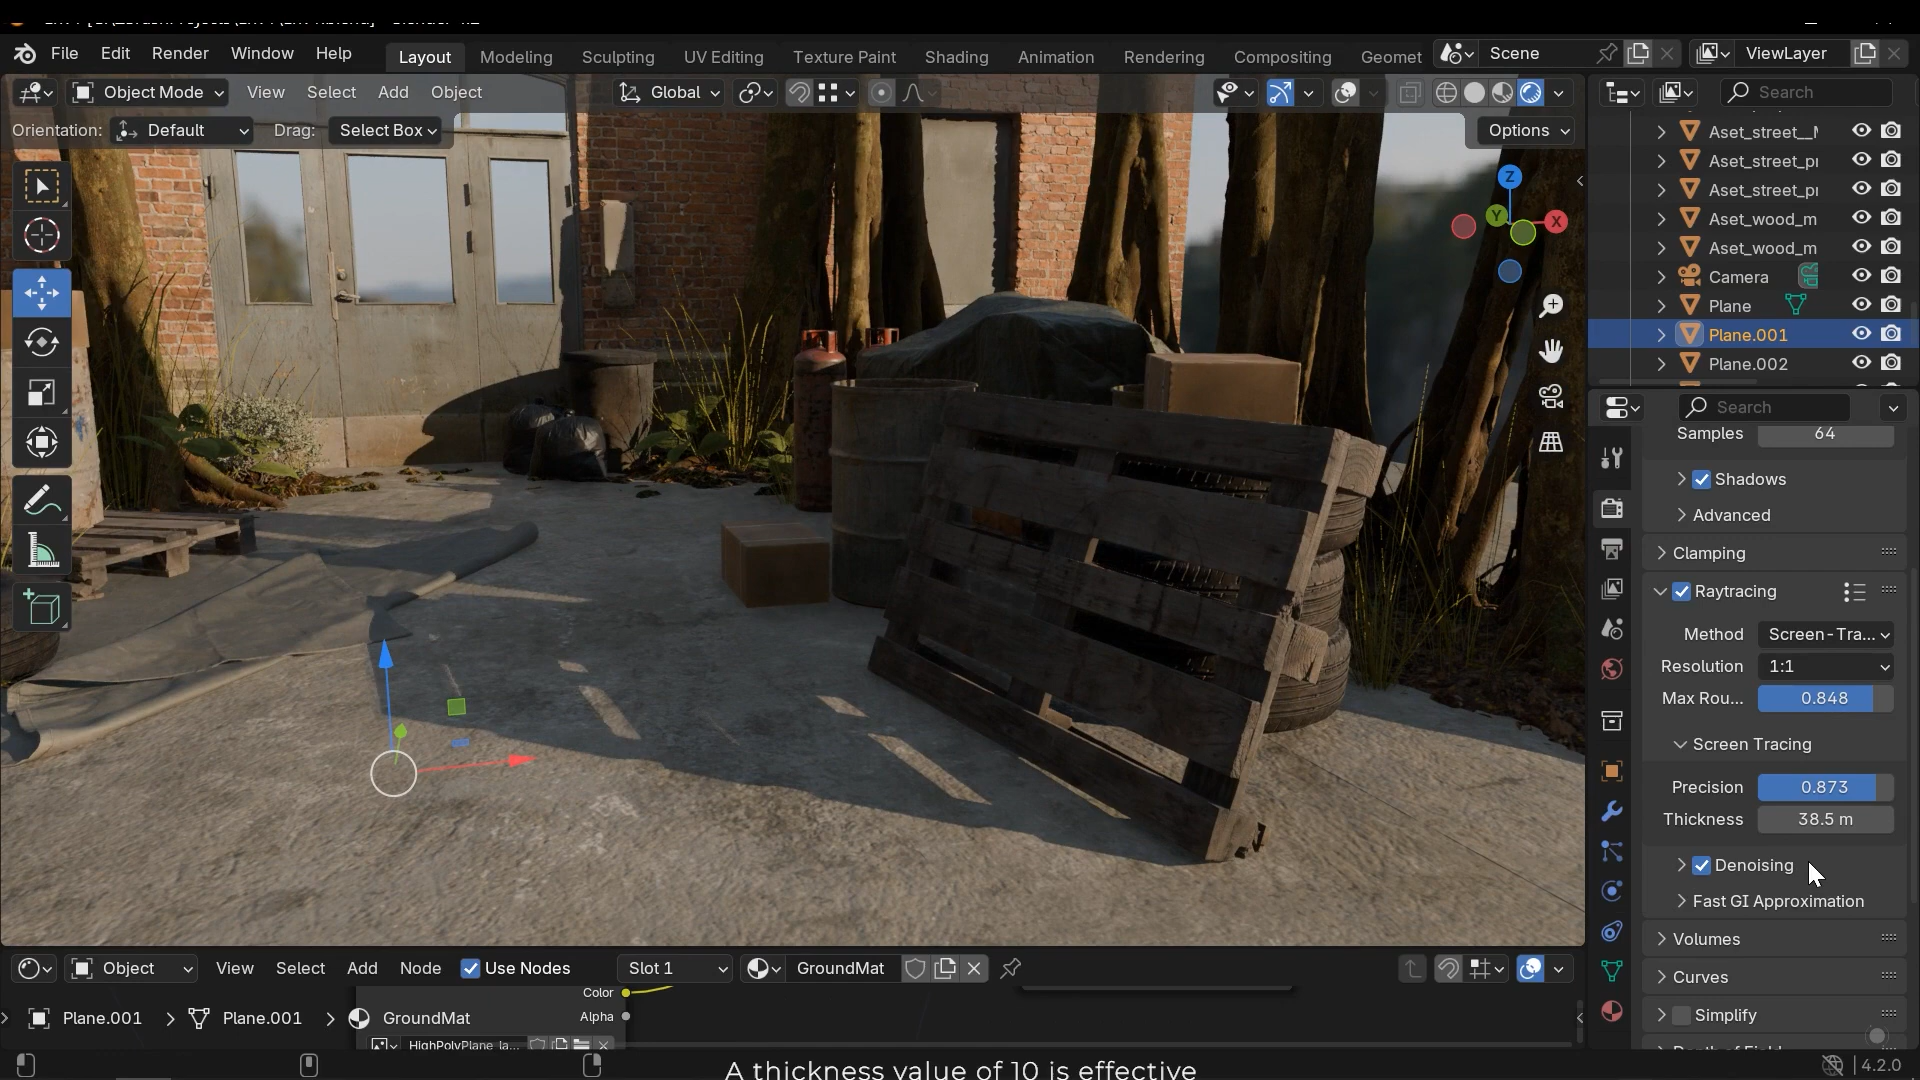 File Edit Render Window Help Layout Modeling Sculpting UV Editing Texture Paint Shading Animation Rendering Compositing Geomet Scene ViewLayer
Object Mode View Select Add Object Global Search
Orientation: Default Drag: Select Box Options
Z
Y
X
Aset_street__
Aset_street_pr
Aset_street_pr
Aset_wood_m
Aset_wood_m
Camera
Plane
Plane.001
Plane.002
Search
Samples 64
Shadows
Advanced
Clamping
Raytracing
Method Screen-Tra...
Resolution 1:1
Max Rou... 0.848
Screen Tracing
Precision 0.873
Thickness 38.5 m
Denoising
Fast GI Approximation
Volumes
Curves
Simplify
Object View Select Add Node Use Nodes Slot 1 GroundMat
Color
Plane.001 Plane.001 GroundMat Alpha
HighPolyPlane_la...
A thickness value of 10 is effective
4.2.0